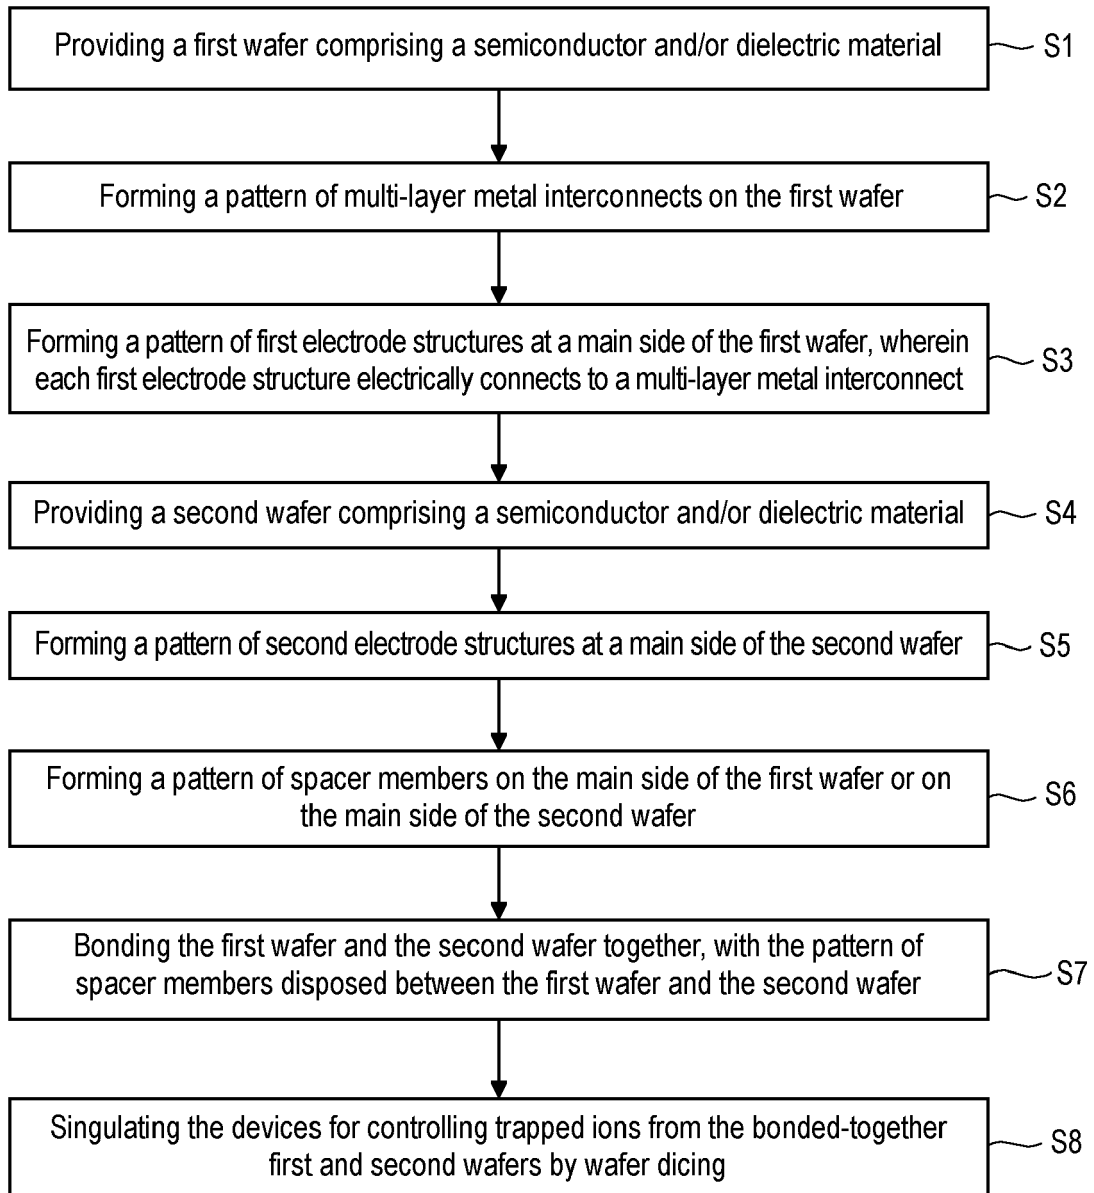 Providing a first wafer comprising a semiconductor and/or dielectric material
S1
Forming a pattern of multi-layer metal interconnects on the first wafer
S2
Forming a pattern of first electrode structures at a main side of the first wafer, wherein
each first electrode structure electrically connects to a multi-layer metal interconnect
S3
Providing a second wafer comprising a semiconductor and/or dielectric material
S4
Forming a pattern of second electrode structures at a main side of the second wafer
S5
Forming a pattern of spacer members on the main side of the first wafer or on
the main side of the second wafer
S6
Bonding the first wafer and the second wafer together, with the pattern of
spacer members disposed between the first wafer and the second wafer
S7
Singulating the devices for controlling trapped ions from the bonded-together
first and second wafers by wafer dicing
S8